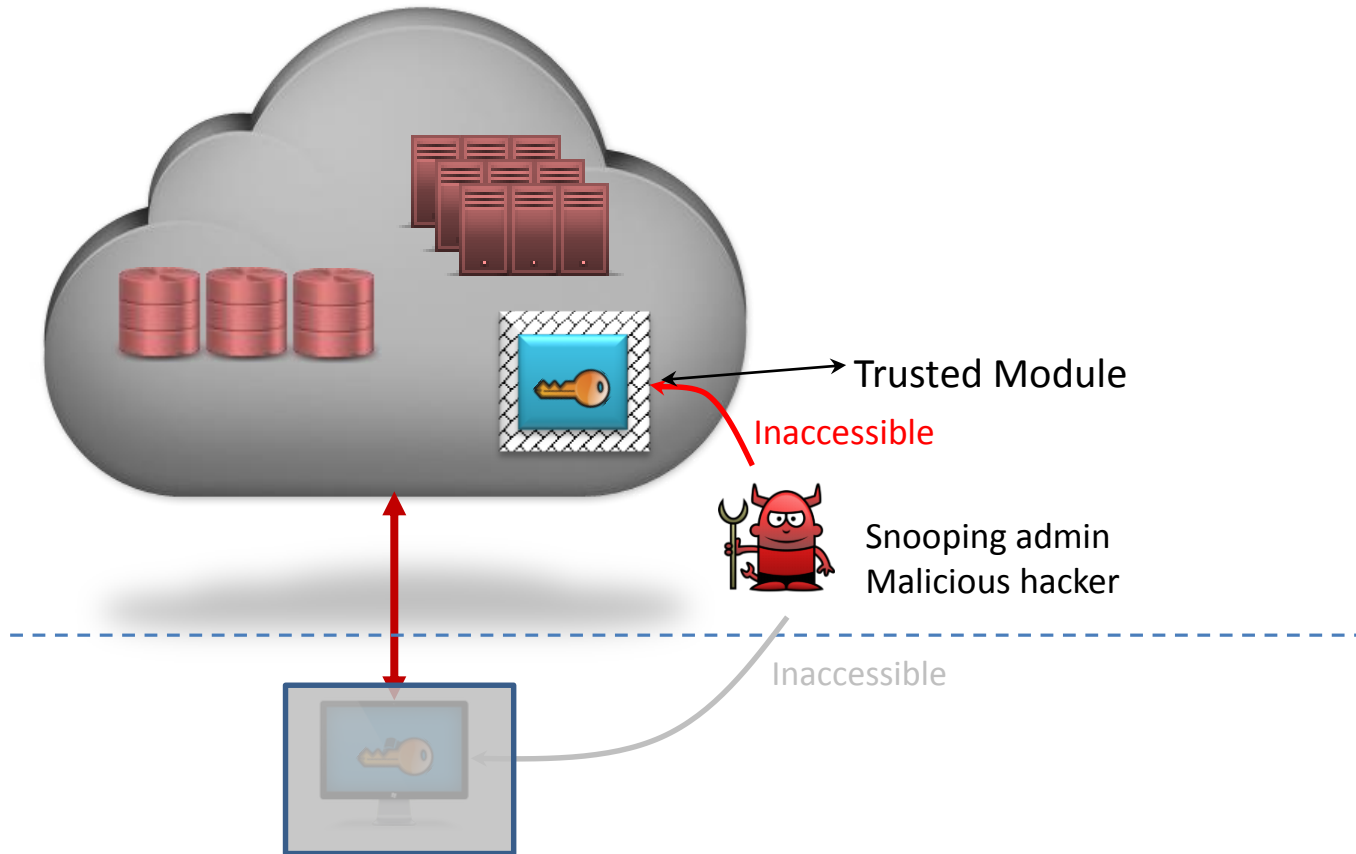 Trusted Module
Inaccessible
Snooping admin
Malicious hacker
Inaccessible